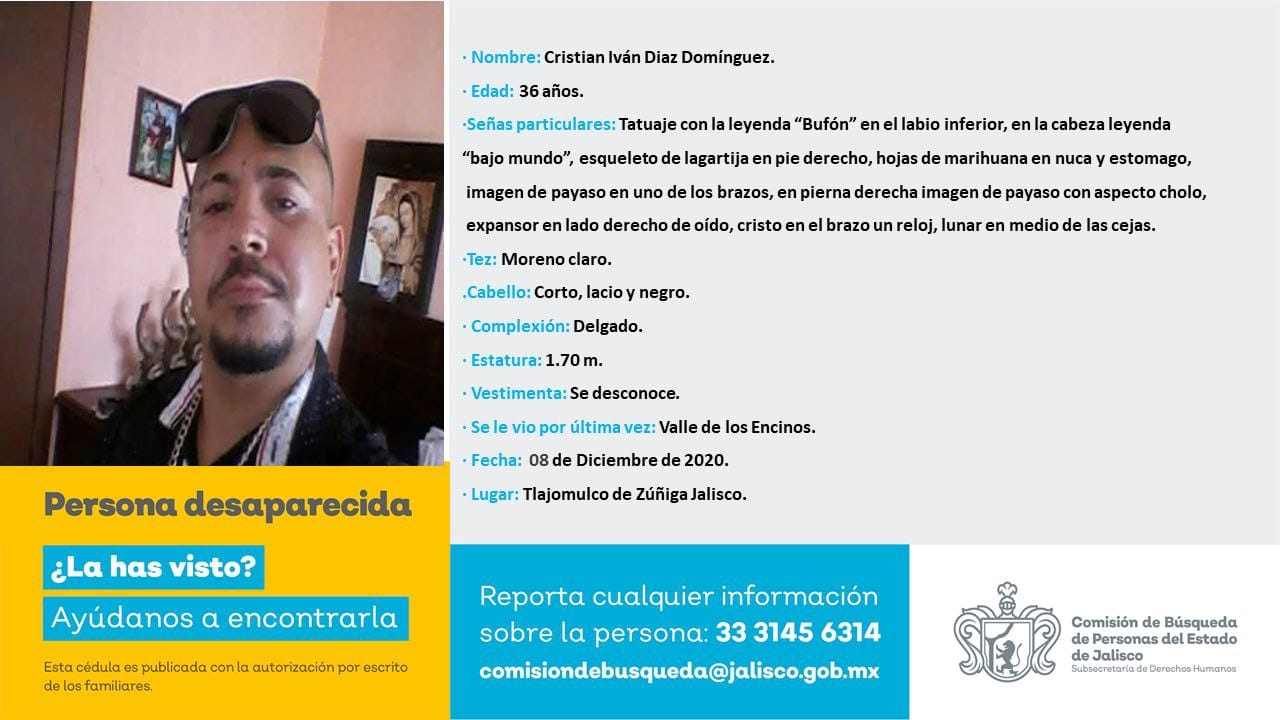 · Nombre: Cristian Iván Diaz Domínguez.
· Edad: 36 años.
·Señas particulares: Tatuaje con la leyenda “Bufón” en el labio inferior, en la cabeza leyenda
“bajo mundo”, esqueleto de lagartija en pie derecho, hojas de marihuana en nuca y estomago,
imagen de payaso en uno de los brazos, en pierna derecha imagen de payaso con aspecto cholo,
expansor en lado derecho de oído, cristo en el brazo un reloj, lunar en medio de las cejas.
·Tez: Moreno claro.
.Cabello: Corto, lacio y negro.
· Complexión: Delgado.
· Estatura: 1.70 m.
· Vestimenta: Se desconoce.
· Se le vio por última vez: Valle de los Encinos.
· Fecha: 08 de Diciembre de 2020.
· Lugar: Tlajomulco de Zúñiga Jalisco.
Persona desaparecida
¿La has visto?
Ayúdanos a encontrarla
Esta cédula es publicada con la autorización por escrito
de los familiares.
Reporta cualquier información
sobre la persona: 33 3145 6314
comisiondebusqueda@jalisco.gob.mx
Comisión de Búsqueda
de Personas del Estado
de Jalisco
Subsecretaría de Derechos Humanos